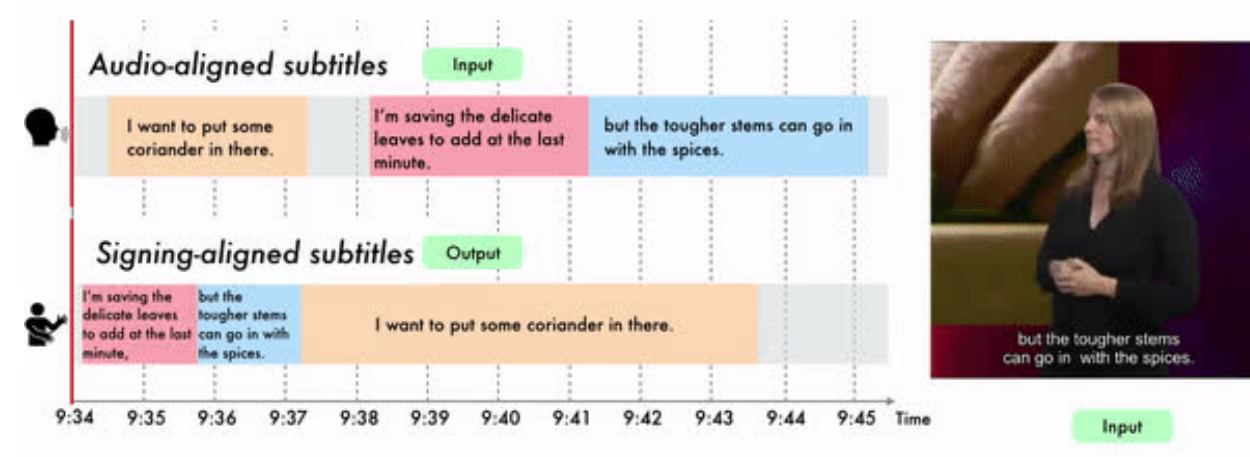 Audio-aligned subtitles
Input
I want to put some
coriander in there.
I'm saving the delicate
leaves to add at the last
minute,
but the tougher stems can go in
with the spices.
Signing-aligned subtitles
Output
I'm saving the
delicate leaves
to add at the last
minute,
but the
tougher stems
can go in with
the spices.
I want to put some coriander in there.
9:34 9:35 9:36 9:37 9:38 9:39 9:40 9:41 9:42 9:43 9:44 9:45 Time
but the tougher stems
can go in with the spices.
Input